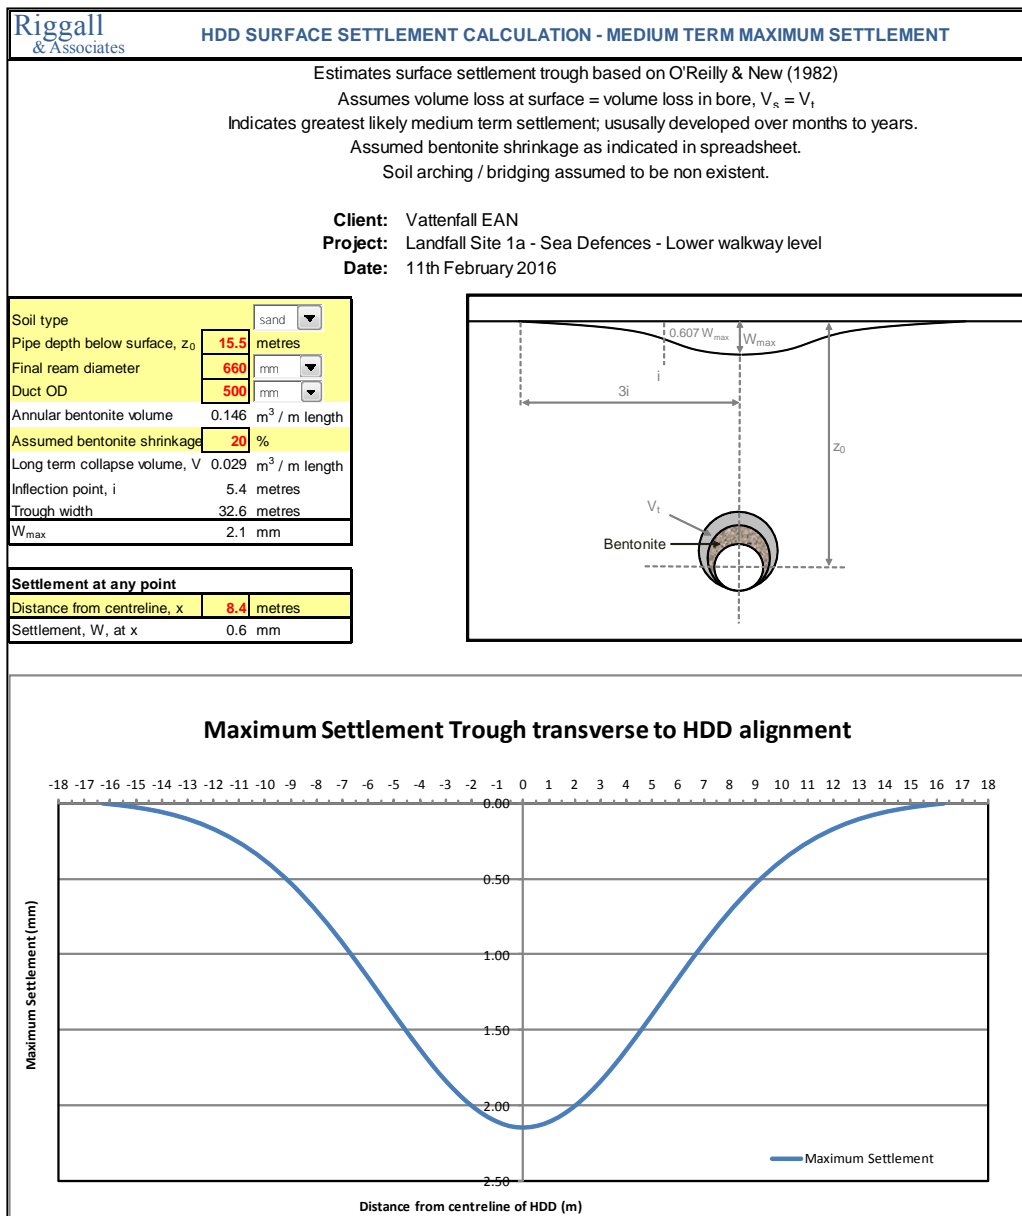 Riggall
& Associates
HDD SURFACE SETTLEMENT CALCULATION - MEDIUM TERM MAXIMUM SETTLEMENT
Estimates surface settlement trough based on O'Reilly & New (1982)
Assumes volume loss at surface = volume loss in bore, Vs = Vt
Indicates greatest likely medium term settlement; ususally developed over months to years.
Assumed bentonite shrinkage as indicated in spreadsheet.
Soil arching / bridging assumed to be non existent.
Client: Vattenfall EAN
Project: Landfall Site 1a - Sea Defences - Lower walkway level
Date: 11th February 2016
Soil type sand
Pipe depth below surface, z0 15.5 metres
Final ream diameter 660 mm
Duct OD 500 mm
Annular bentonite volume 0.146 m3 / m length
Assumed bentonite shrinkage 20 %
Long term collapse volume, V 0.029 m3 / m length
Inflection point, i 5.4 metres
Trough width 32.6 metres
Wmax 2.1 mm
Settlement at any point
Distance from centreline, x 8.4 metres
Settlement, W, at x 0.6 mm
0.607 Wmax
Wmax
i
3i
z0
Vt
Bentonite
Maximum Settlement Trough transverse to HDD alignment
-18 -17 -16 -15 -14 -13 -12 -11 -10 -9 -8 -7 -6 -5 -4 -3 -2 -1 0 1 2 3 4 5 6 7 8 9 10 11 12 13 14 15 16 17 18
0.00
0.50
1.00
1.50
2.00
2.50
Maximum Settlement (mm)
Maximum Settlement
Distance from centreline of HDD (m)